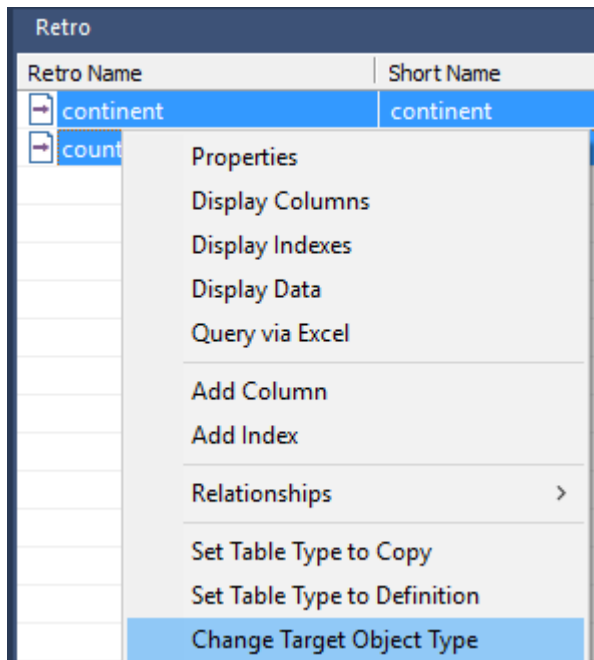 Retro
Retro Name Short Name
continent continent
count
Properties
Display Columns
Display Indexes
Display Data
Query via Excel
Add Column
Add Index
Relationships
Set Table Type to Copy
Set Table Type to Definition
Change Target Object Type